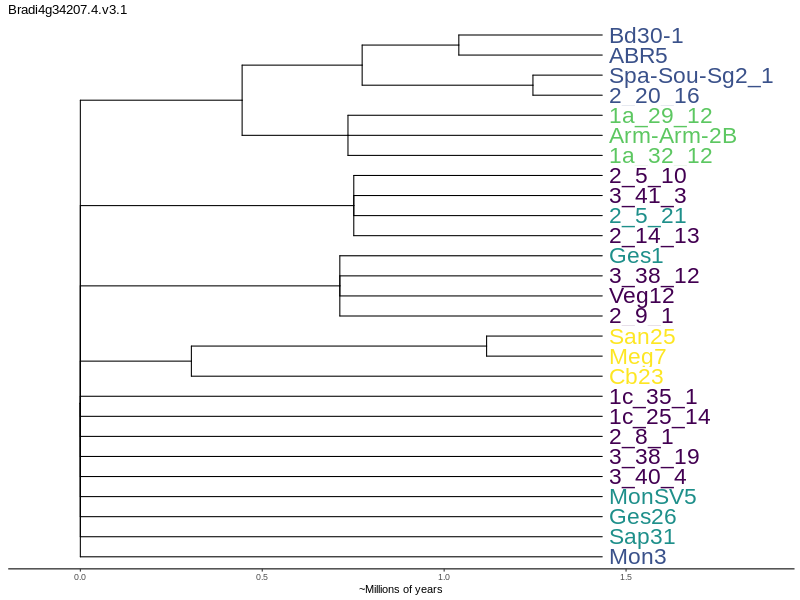 Bradi4g34207.4.v3.1
Bd30-1
ABR5
Spa-Sou-Sg2_1
2_20_16
1a_29_12
Arm-Arm-2B
1a_32_12
2_5_10
3_41_3
2_5_21
2_14_13
Ges1
3_38_12
Veg12
2_9_1
San25
Meg7
Cb23
1c_35_1
1c_25_14
2_8_1
3_38_19
3_40_4
MonSV5
Ges26
Sap31
Mon3
0.0 0.5 1.0 1.5
~Millions of years